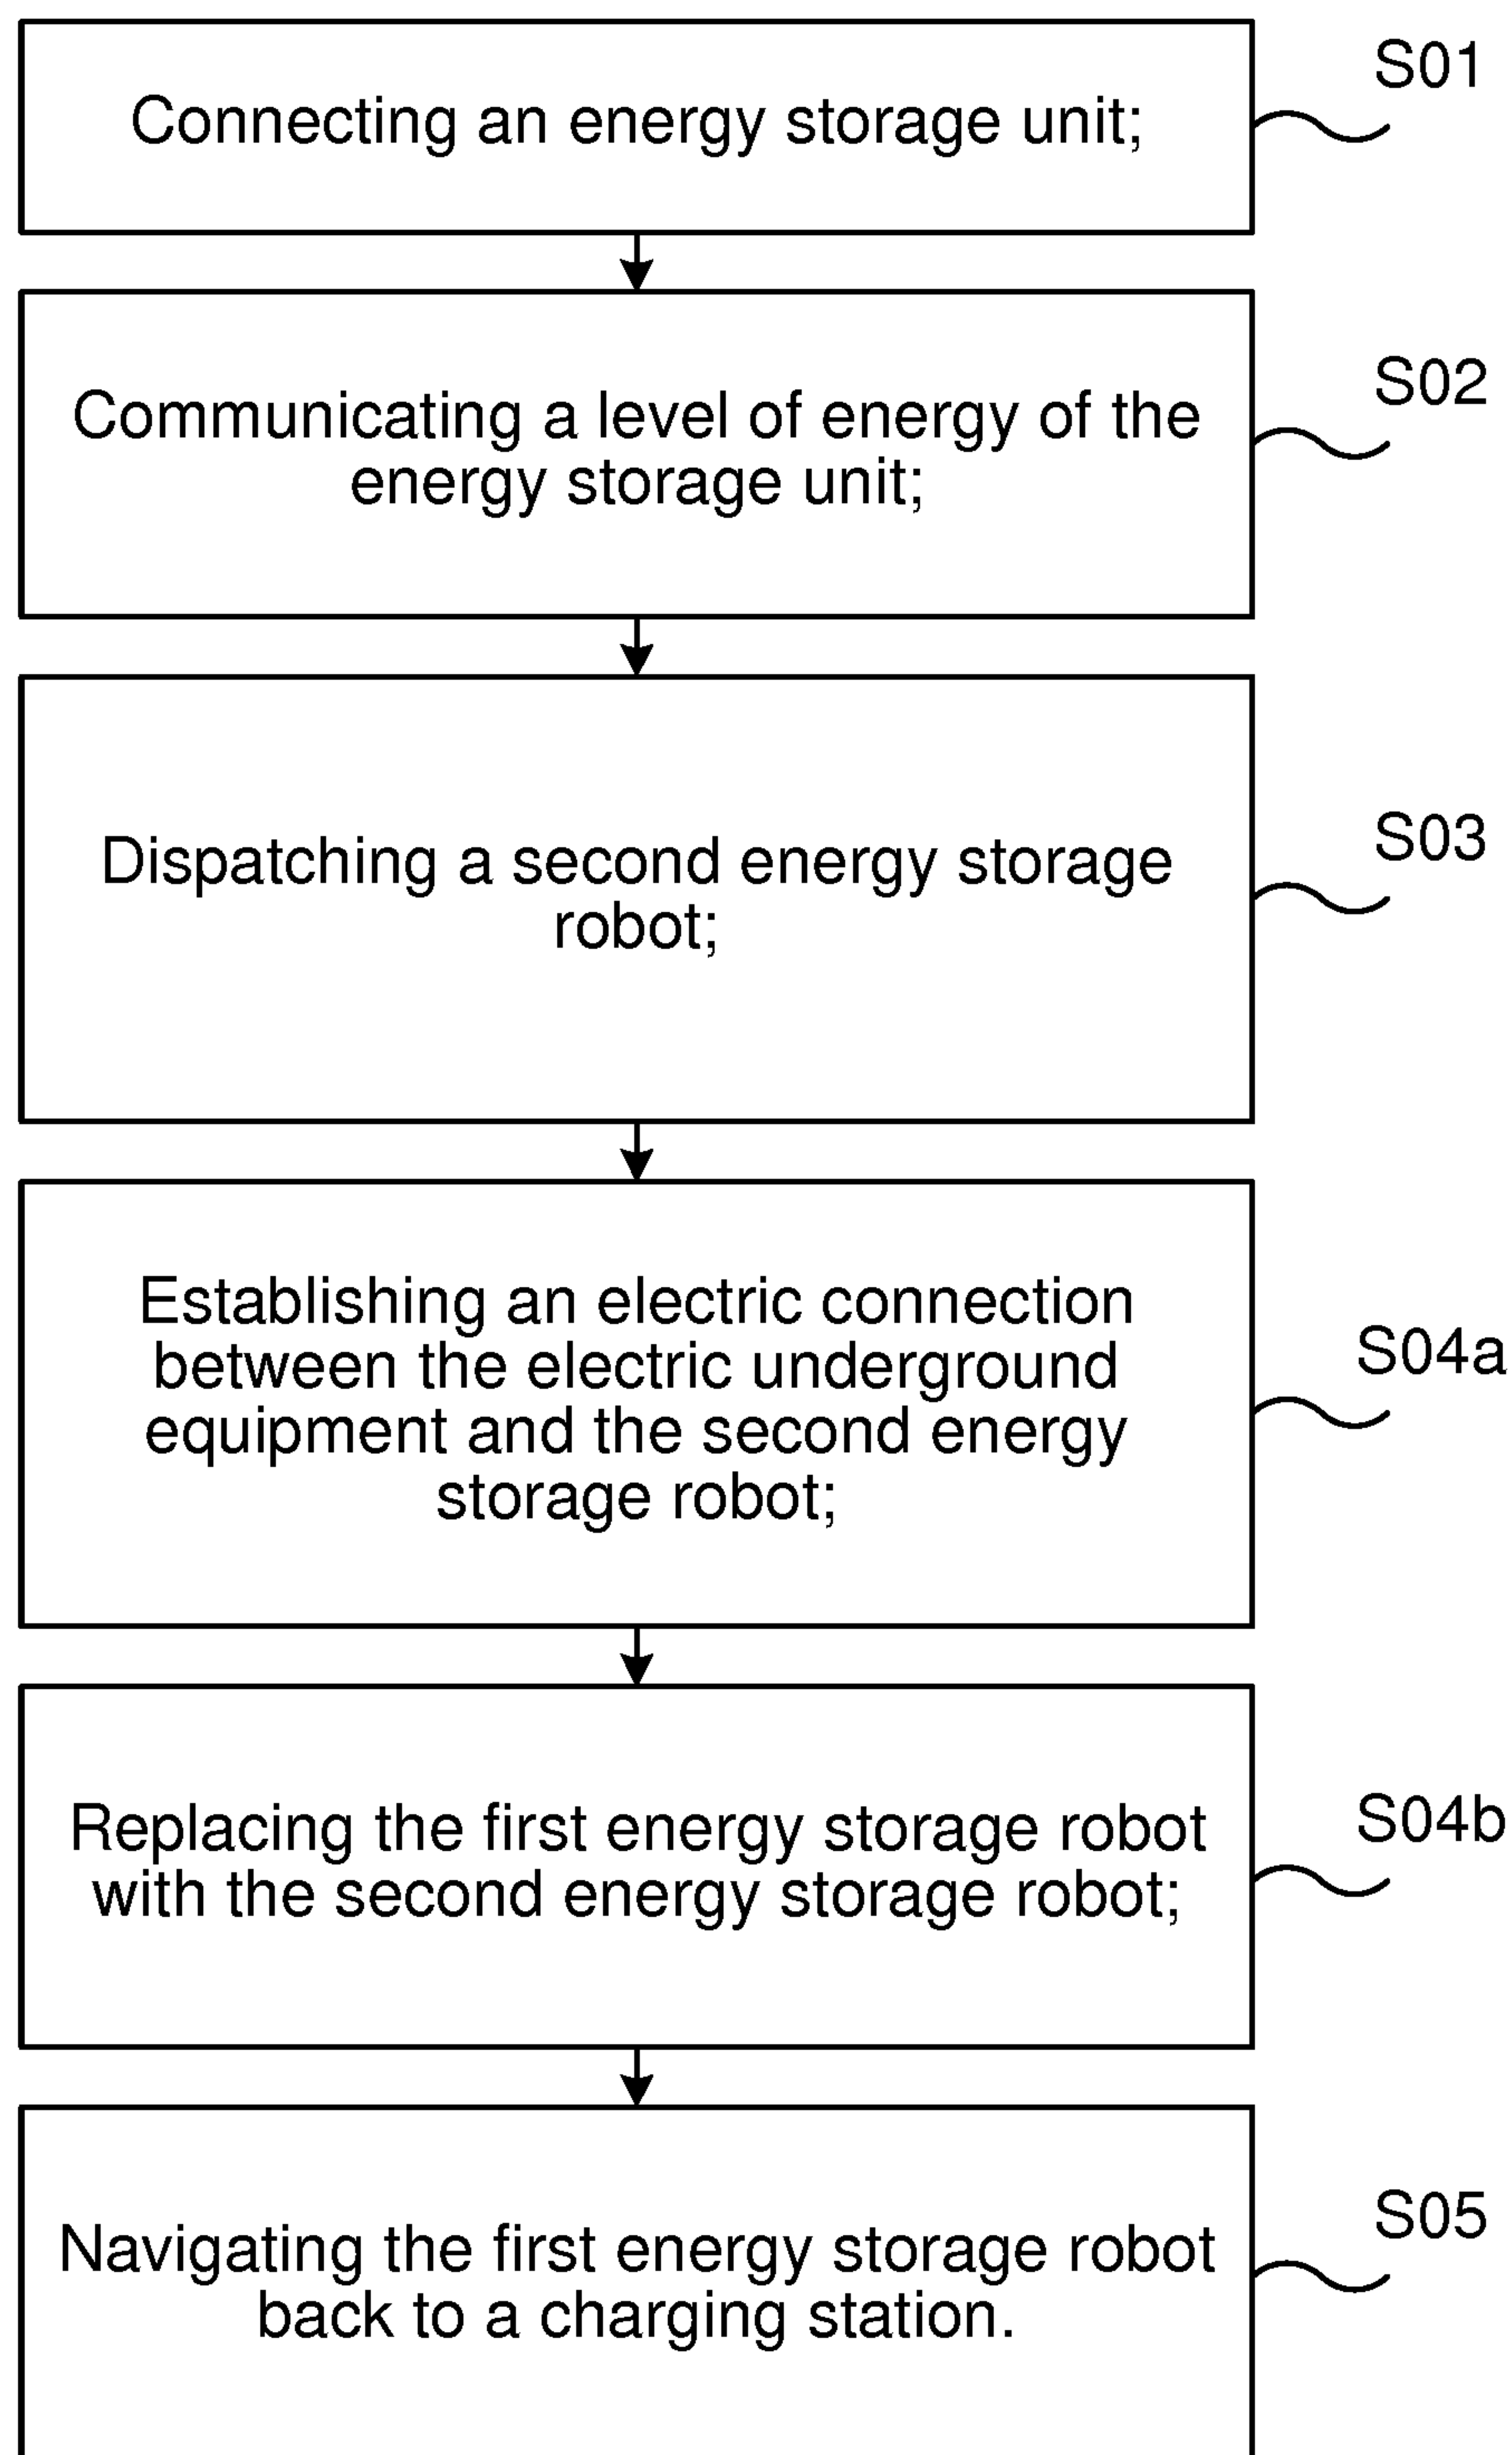 Connecting an energy storage unit;
S01
Communicating a level of energy of the
energy storage unit;
S02
Dispatching a second energy storage
robot;
S03
Establishing an electric connection
between the electric underground
equipment and the second energy
storage robot;
S04a
Replacing the first energy storage robot
with the second energy storage robot;
S04b
Navigating the first energy storage robot
back to a charging station.
S05